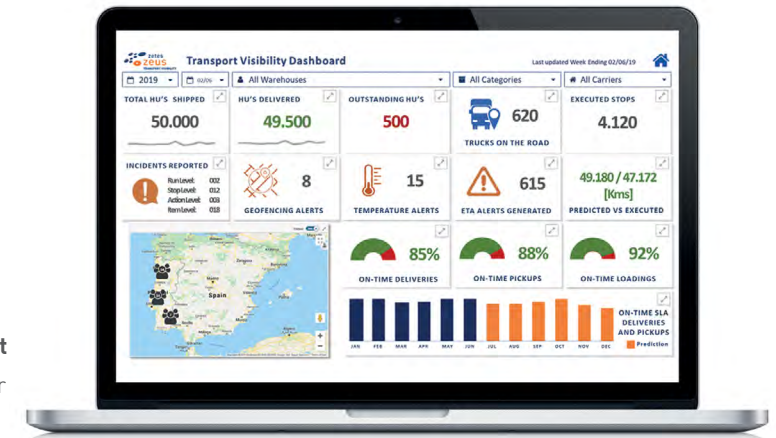 zetes
zeus
TRANSPORT VISIBILITY
Transport Visibility Dashboard
Last updated Week Ending 02/06/19
2019
02/06
All Warehouses
All Categories
# All Carriers
TOTAL HU'S SHIPPED
50.000
HU'S DELIVERED
49.500
OUTSTANDING HU'S
500
620
TRUCKS ON THE ROAD
EXECUTED STOPS
4.120
INCIDENTS REPORTED
Run Level: 002
Stop Level: 012
Action Level: 003
Item Level: 018
8
GEOFENCING ALERTS
15
TEMPERATURE ALERTS
615
ETA ALERTS GENERATED
49.180 / 47.172
[Kms]
PREDICTED VS EXECUTED
Spain
85%
ON-TIME DELIVERIES
88%
ON-TIME PICKUPS
92%
ON-TIME LOADINGS
JAN FEB MAR APR MAY JUN JUL AUG SEP OCT NOV DEC
ON-TIME SLA
DELIVERIES
AND PICKUPS
Prediction
t
r